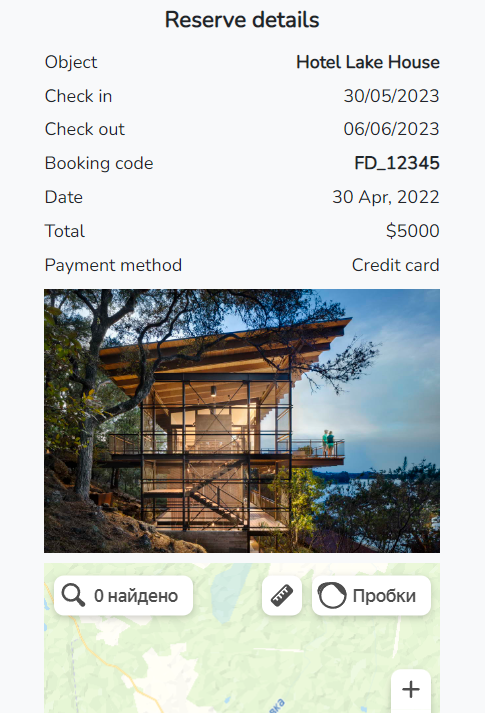 Reserve details
Object Hotel Lake House
Check in 30/05/2023
Check out 06/06/2023
Booking code FD_12345
Date 30 Apr, 2022
Total $5000
Payment method Credit card
0 найдено Пробки
+